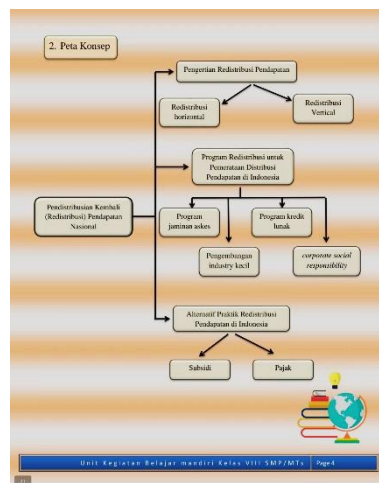 2. Peta Konsep
Pengertian Redistribusi Pendapatan
Redistribusi
horizontal
Redistribusi
Vertical
Program Redistribusi untuk
Pemerataan Distribusi
Pendapatan di Indonesia
Pendistribusian Kembali
(Redistribusi) Pendapatan
Nasional
Program
jaminan askes
Program kredit
lunak
Pengembangan
industry kecil
corporate social
responsibility
Alternatif Praktik Redistribusi
Pendapatan di Indonesia
Subsidi
Pajak
Unit Kegiatan Belajar mandiri Kelas VIII SMP/MTs Page 4